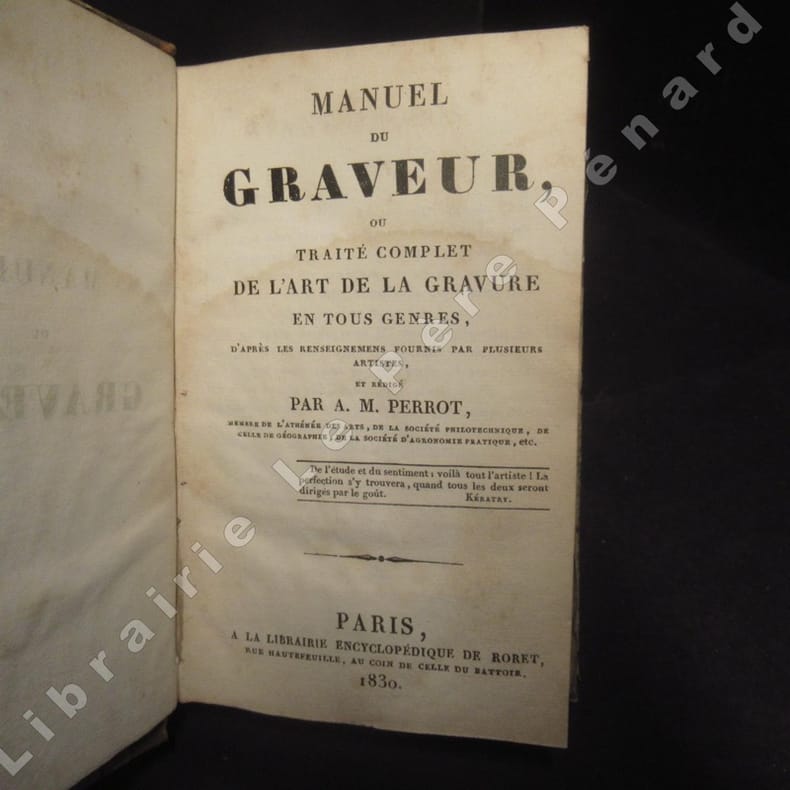 MANUEL
DU
GRAVEUR,
OU
TRAITÉ COMPLET
DE L'ART DE LA GRAVURE
EN TOUS GENRES,
D'APRÈS LES RENSEIGNEMENS FOURNIS PAR PLUSIEURS
ARTISTES,
ET RÉDIGÉ
PAR A. M. PERROT,
MEMBRE DE L'ATHÉNÉE DES ARTS, DE LA SOCIÉTÉ PHILOTECHNIQUE, DE
CELLE DE GÉOGRAPHIE, DE LA SOCIÉTÉ D'AGRONOMIE PRATIQUE, etc.
De l'étude et du sentiment : voilà tout l'artiste ! La
perfection s'y trouvera, quand tous les deux seront
dirigés par le goût. KÉRATRY.
PARIS,
A LA LIBRAIRIE ENCYCLOPÉDIQUE DE RORET,
RUE HAUTEFEUILLE, AU COIN DE CELLE DU BATTOIR.
1830.
Librairie Le Pere Penard